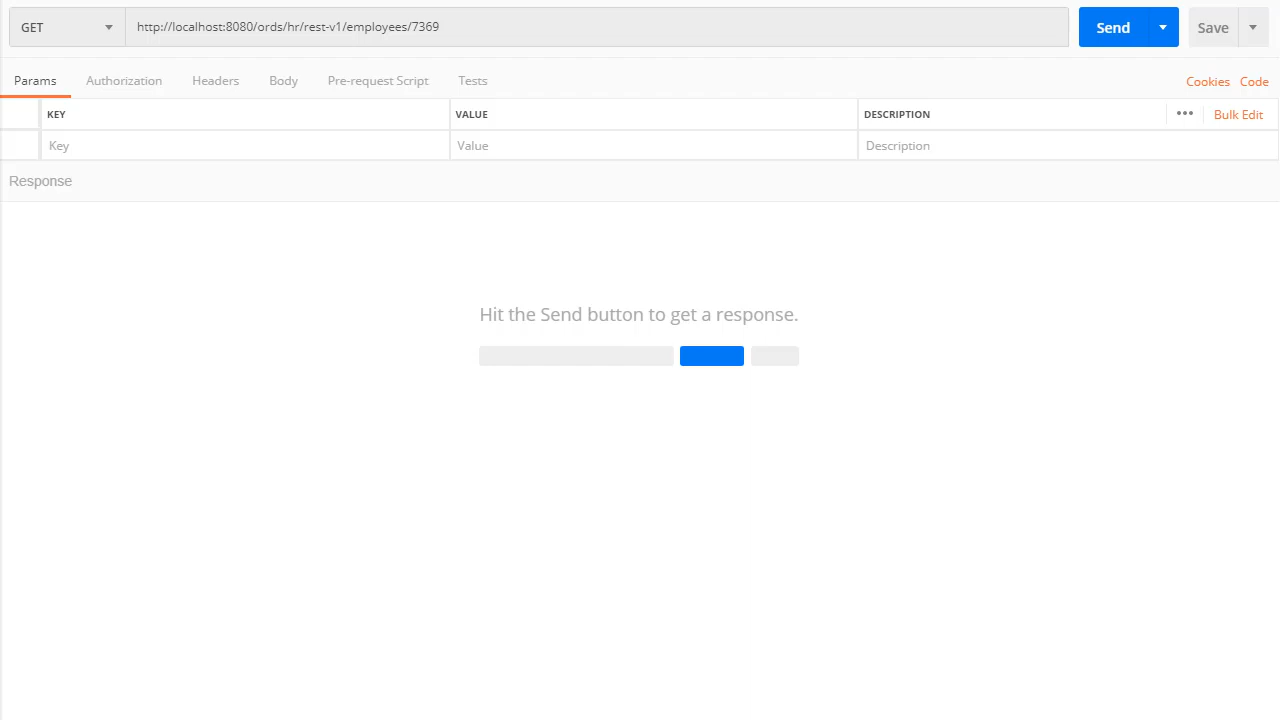 GET http://localhost:8080/ords/hr/rest-v1/employees/7369 Send Save
Params Authorization Headers Body Pre-request Script Tests Cookies Code
KEY VALUE DESCRIPTION ••• Bulk Edit
Key Value Description
Response
Hit the Send button to get a response.